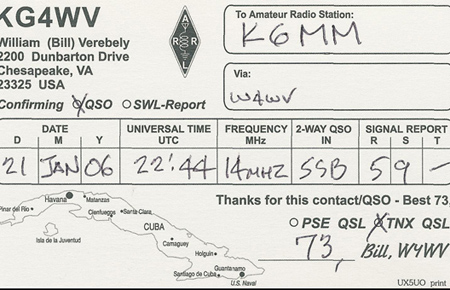 KG4WV
William (Bill) Verebely
2200 Dunbarton Drive
Chesapeake, VA
23325 USA
ARRL
To Amateur Radio Station:
K6MM
Via:
W4WV
Confirming QSO SWL-Report
DATE UNIVERSAL TIME FREQUENCY 2-WAY QSO SIGNAL REPORT
D M Y UTC MHz IN R S T
21 JAN 06 22:44 14MHZ SSB 5 9 -
Thanks for this contact/QSO - Best 73,
PSE QSL TNX QSL
73, Bill, W4WV
Havana
Matanzas
Pinar del Rio
Cienfuegos
Santa Clara
Isla de la Juventud
CUBA
Camaguey
Holguin
Guantanamo
Santiago de Cuba
U.S. Naval
UX5UO print